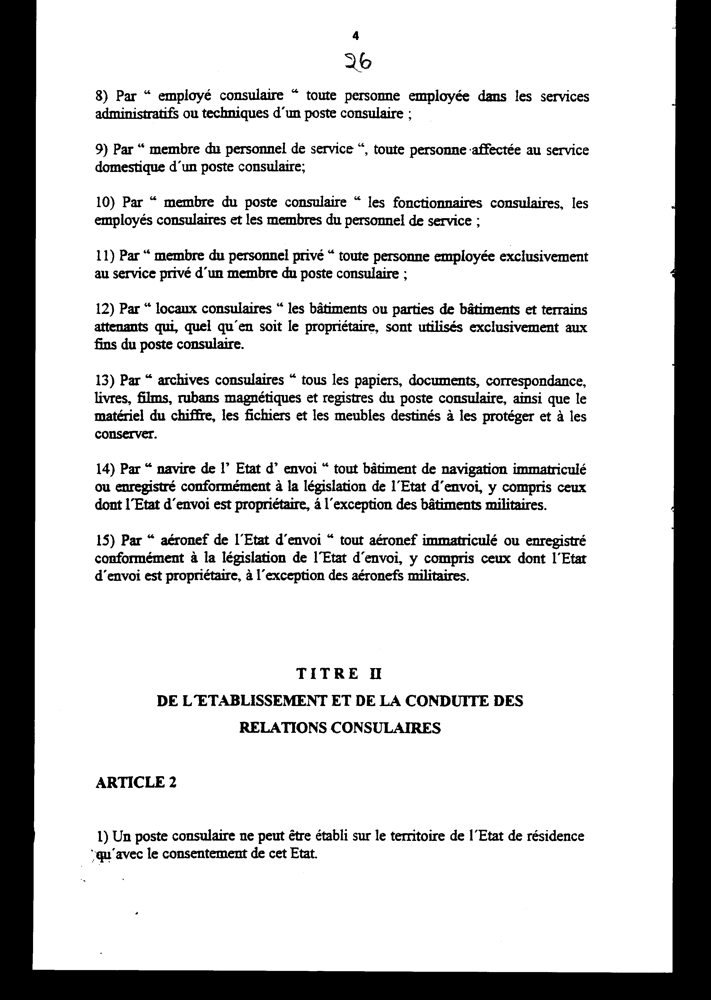 4
26
8) Par “ employé consulaire “ toute personne employée dans les services
administratifs ou techniques d´un poste consulaire ;
9) Par “ membre du personnel de service “, toute personne affectée au service
domestique d´un poste consulaire;
10) Par “ membre du poste consulaire “ les fonctionnaires consulaires, les
employés consulaires et les membres du personnel de service ;
11) Par “ membre du personnel privé “ toute personne employée exclusivement
au service privé d´un membre du poste consulaire ;
12) Par “ locaux consulaires “ les bâtiments ou parties de bâtiments et terrains
attenants qui, quel qu´en soit le propriétaire, sont utilisés exclusivement aux
fins du poste consulaire.
13) Par “ archives consulaires “ tous les papiers, documents, correspondance,
livres, films, rubans magnétiques et registres du poste consulaire, ainsi que le
matériel du chiffre, les fichiers et les meubles destinés à les protéger et à les
conserver.
14) Par “ navire de l’ Etat d’ envoi “ tout bâtiment de navigation immatriculé
ou enregistré conformément à la législation de l´Etat d´envoi, y compris ceux
dont l´Etat d´envoi est propriétaire, á l´exception des bâtiments militaires.
15) Par “ aéronef de l´Etat d´envoi “ tout aéronef immatriculé ou enregistré
conformément à la législation de l´Etat d´envoi, y compris ceux dont l´Etat
d´envoi est propriétaire, à l´exception des aéronefs militaires.
TITRE II
DE L´ETABLISSEMENT ET DE LA CONDUITE DES
RELATIONS CONSULAIRES
ARTICLE 2
1) Un poste consulaire ne peut être établi sur le territoire de l´Etat de résidence
qu´avec le consentement de cet Etat.